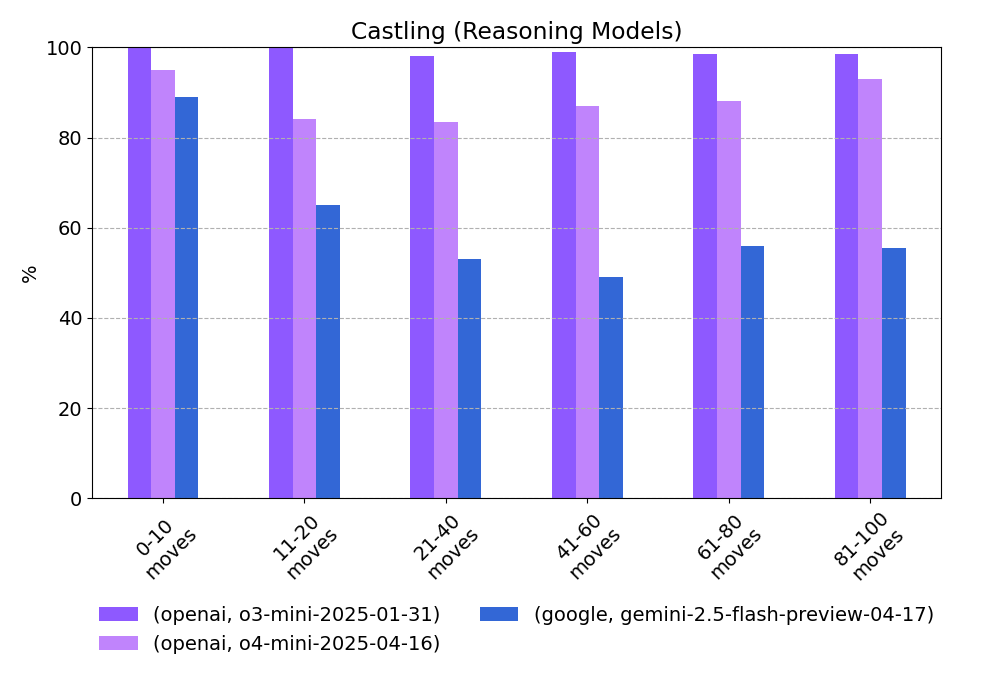 Castling (Reasoning Models)
100
80
60
40
20
0
%
0-10
moves
11-20
moves
21-40
moves
41-60
moves
61-80
moves
81-100
moves
(openai, o3-mini-2025-01-31)
(openai, o4-mini-2025-04-16)
(google, gemini-2.5-flash-preview-04-17)